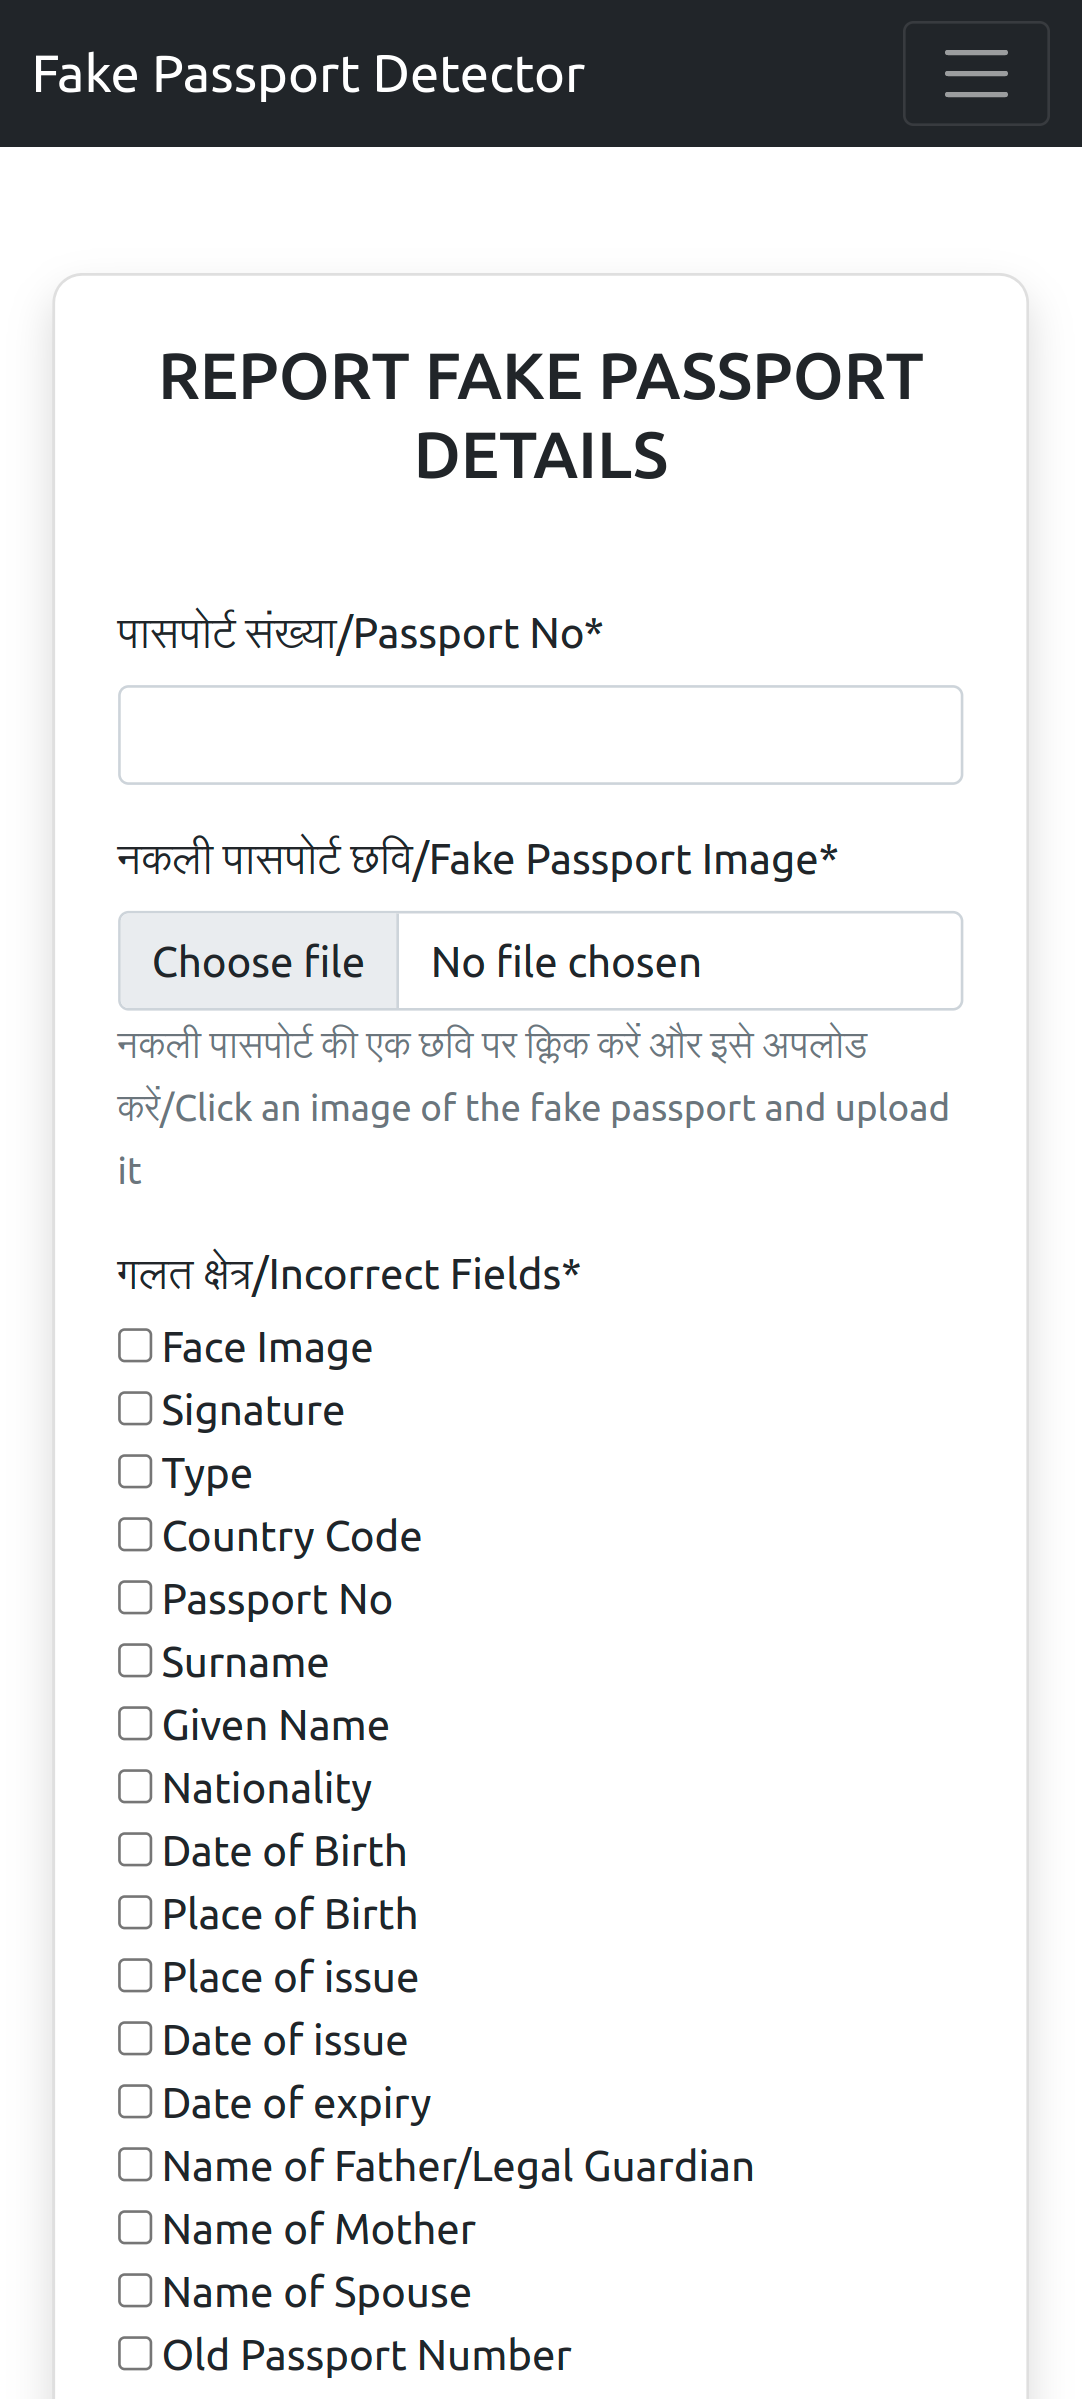 Fake Passport Detector
REPORT FAKE PASSPORT
DETAILS
पासपोर्ट संख्या/Passport No*
नकली पासपोर्ट छवि/Fake Passport Image*
Choose file No file chosen
नकली पासपोर्ट की एक छवि पर क्लिक करें और इसे अपलोड
करें/Click an image of the fake passport and upload
it
गलत क्षेत्र/Incorrect Fields*
Face Image
Signature
Type
Country Code
Passport No
Surname
Given Name
Nationality
Date of Birth
Place of Birth
Place of issue
Date of issue
Date of expiry
Name of Father/Legal Guardian
Name of Mother
Name of Spouse
Old Passport Number